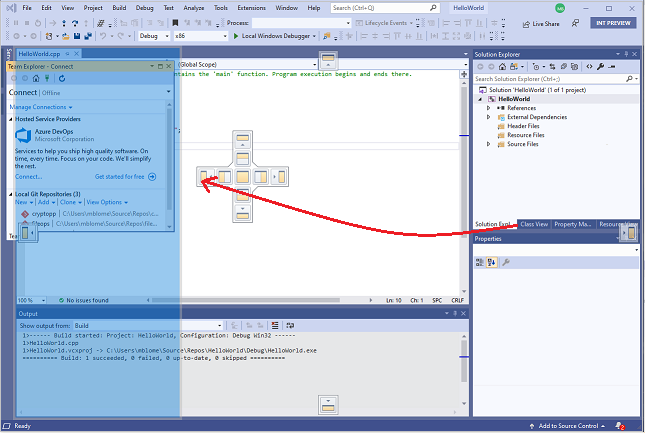 File Edit View Project Build Debug Test Analyze Tools Extensions Window Help Search (Ctrl+Q) HelloWorld MB
Process: Lifecycle Events Live Share INT PREVIEW
Debug x86 Local Windows Debugger
HelloWorld.cpp
(Global Scope)
Team Explorer - Connect
ntains the 'main' function. Program execution begins and ends there.
Connect | Offline
Manage Connections
Hosted Service Providers
Azure DevOps
Microsoft Corporation
Services to help you ship high quality software. On
time, every time. Focus on your code. We'll simplify
the rest.
Connect... Get started for free
Local Git Repositories (3)
New Add Clone View Options
cryptopp C:\Users\mblome\Source\Repos\c...
C:\Users\mblome\Source\Repos\file...
100 % No issues found Ln: 10 Ch: 1 SPC CRLF
Output
Show output from: Build
1>------ Build started: Project: HelloWorld, Configuration: Debug Win32 ------
1>HelloWorld.cpp
1>HelloWorld.vcxproj -> C:\Users\mblome\Source\Repos\HelloWorld\Debug\HelloWorld.exe
========== Build: 1 succeeded, 0 failed, 0 up-to-date, 0 skipped ==========
Solution Explorer
Search Solution Explorer (Ctrl+;)
Solution 'HelloWorld' (1 of 1 project)
HelloWorld
References
External Dependencies
Header Files
Resource Files
Source Files
Solution Expl Class View Property Ma... Resource
Properties
Ready Add to Source Control 2